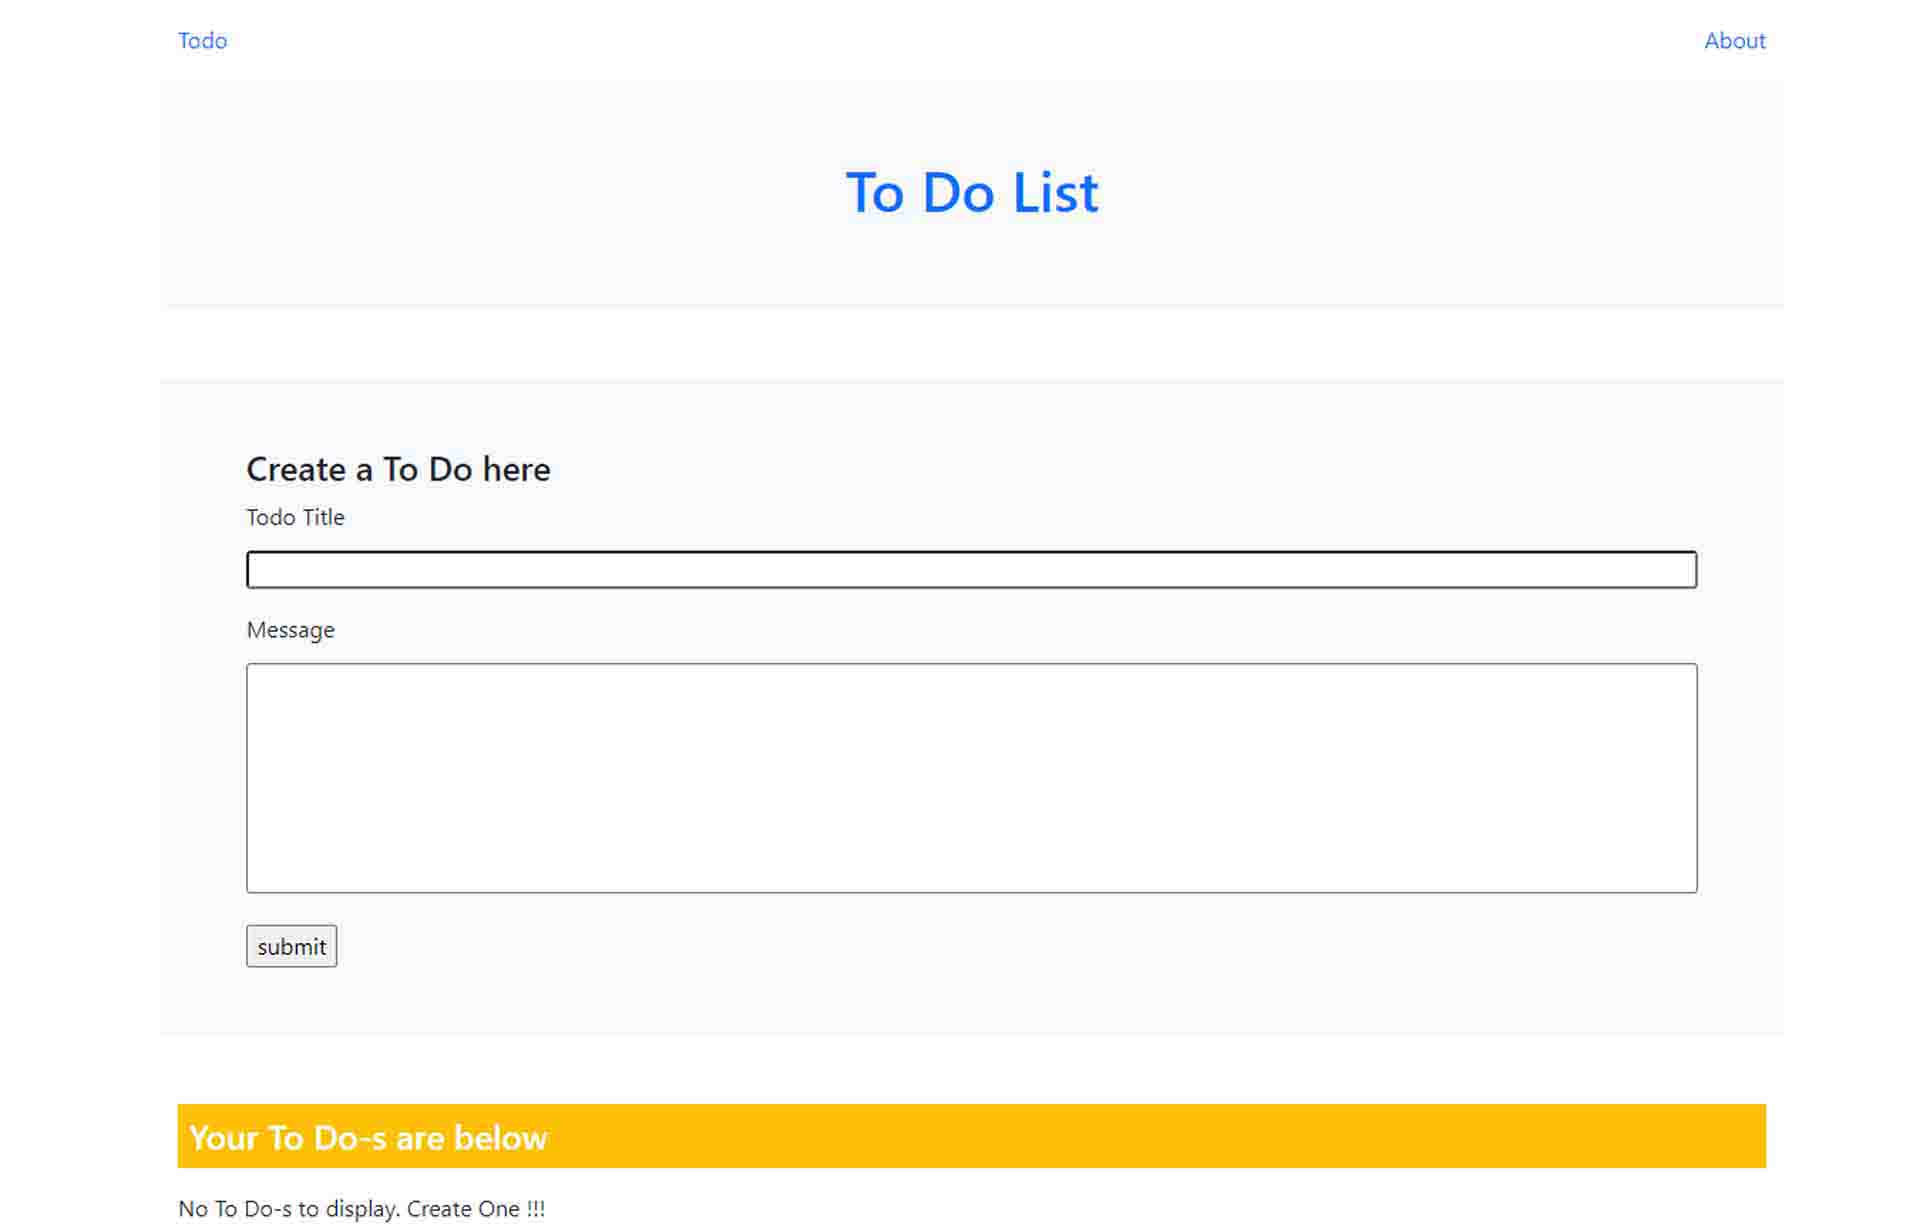 Todo
About
To Do List
Create a To Do here
Todo Title
Message
submit
Your To Do-s are below
No To Do-s to display. Create One !!!